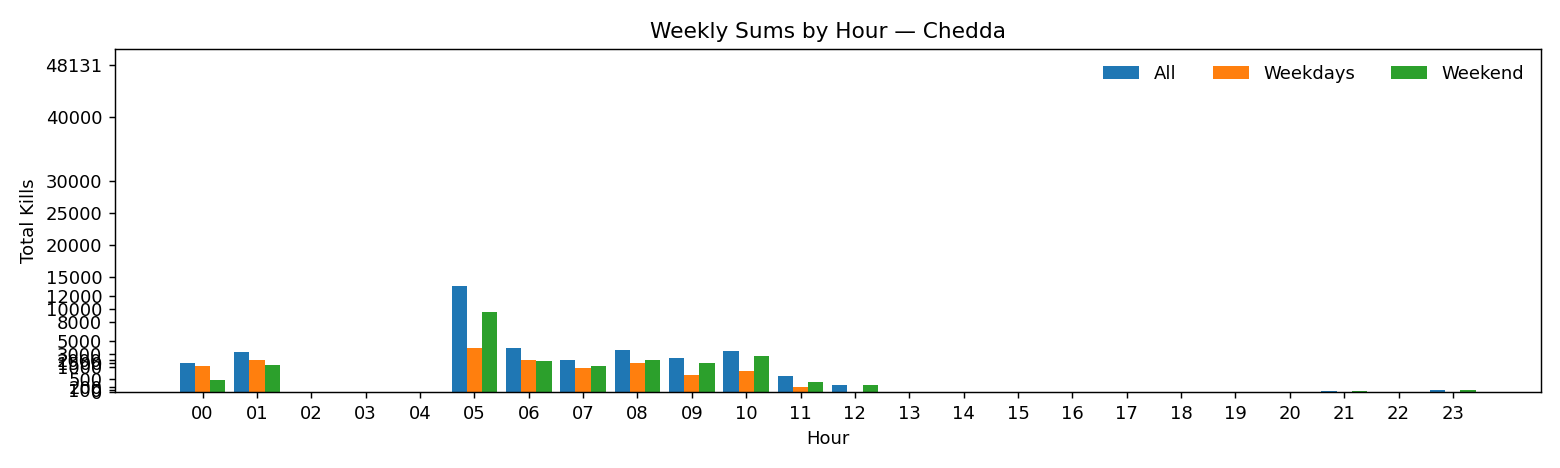 Weekly Sums by Hour — Chedda
All Weekdays Weekend
Total Kills
48131
40000
30000
25000
20000
15000
12000
10000
8000
5000
3000
1000
00 01 02 03 04 05 06 07 08 09 10 11 12 13 14 15 16 17 18 19 20 21 22 23
Hour